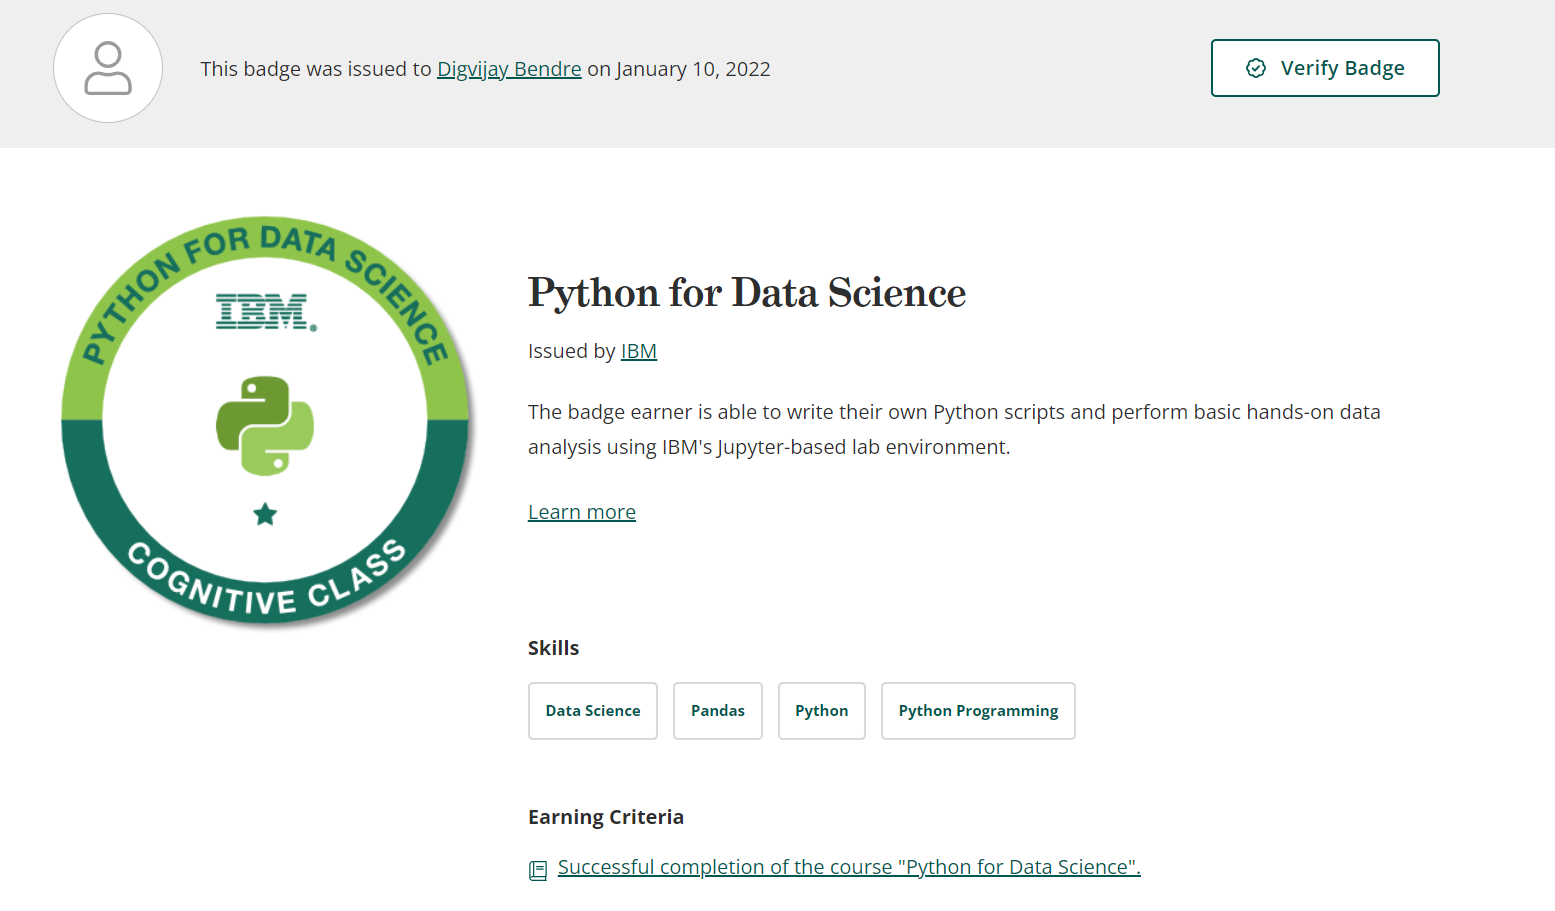 This badge was issued to Digvijay Bendre on January 10, 2022
Verify Badge
PYTHON FOR DATA SCIENCE
IBM®
COGNITIVE CLASS
Python for Data Science
Issued by IBM
The badge earner is able to write their own Python scripts and perform basic hands-on data
analysis using IBM's Jupyter-based lab environment.
Learn more
Skills
Data Science
Pandas
Python
Python Programming
Earning Criteria
Successful completion of the course "Python for Data Science".